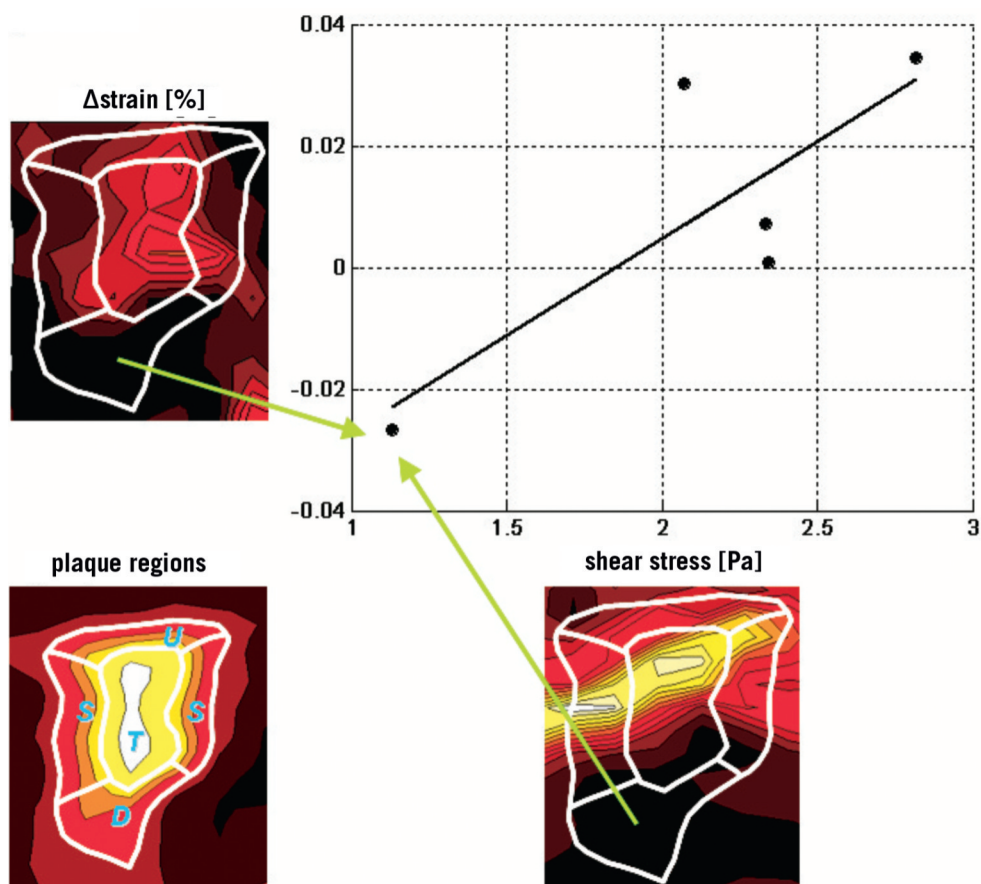 0.04
Δstrain [%]
0.02
0
-0.02
-0.04
1 1.5 2 2.5 3
plaque regions
shear stress [Pa]
U
S S
T
D